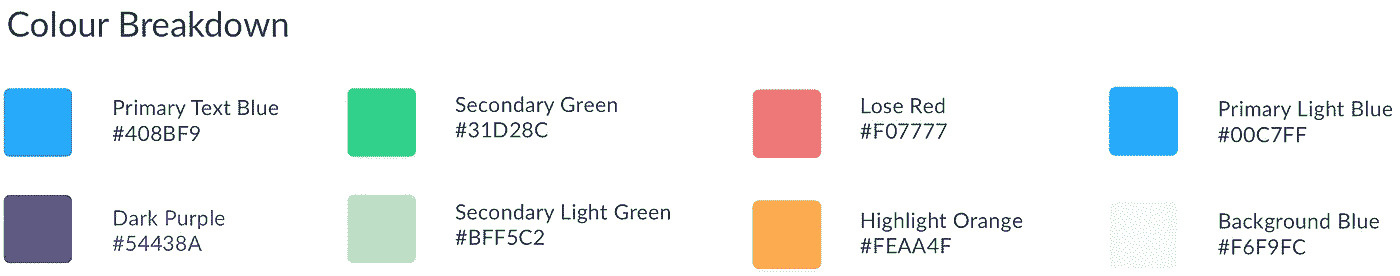 Colour Breakdown
Primary Text Blue
#408BF9
Secondary Green
#31D28C
Lose Red
#F07777
Primary Light Blue
#00C7FF
Dark Purple
#54438A
Secondary Light Green
#BFF5C2
Highlight Orange
#FEAA4F
Background Blue
#F6F9FC